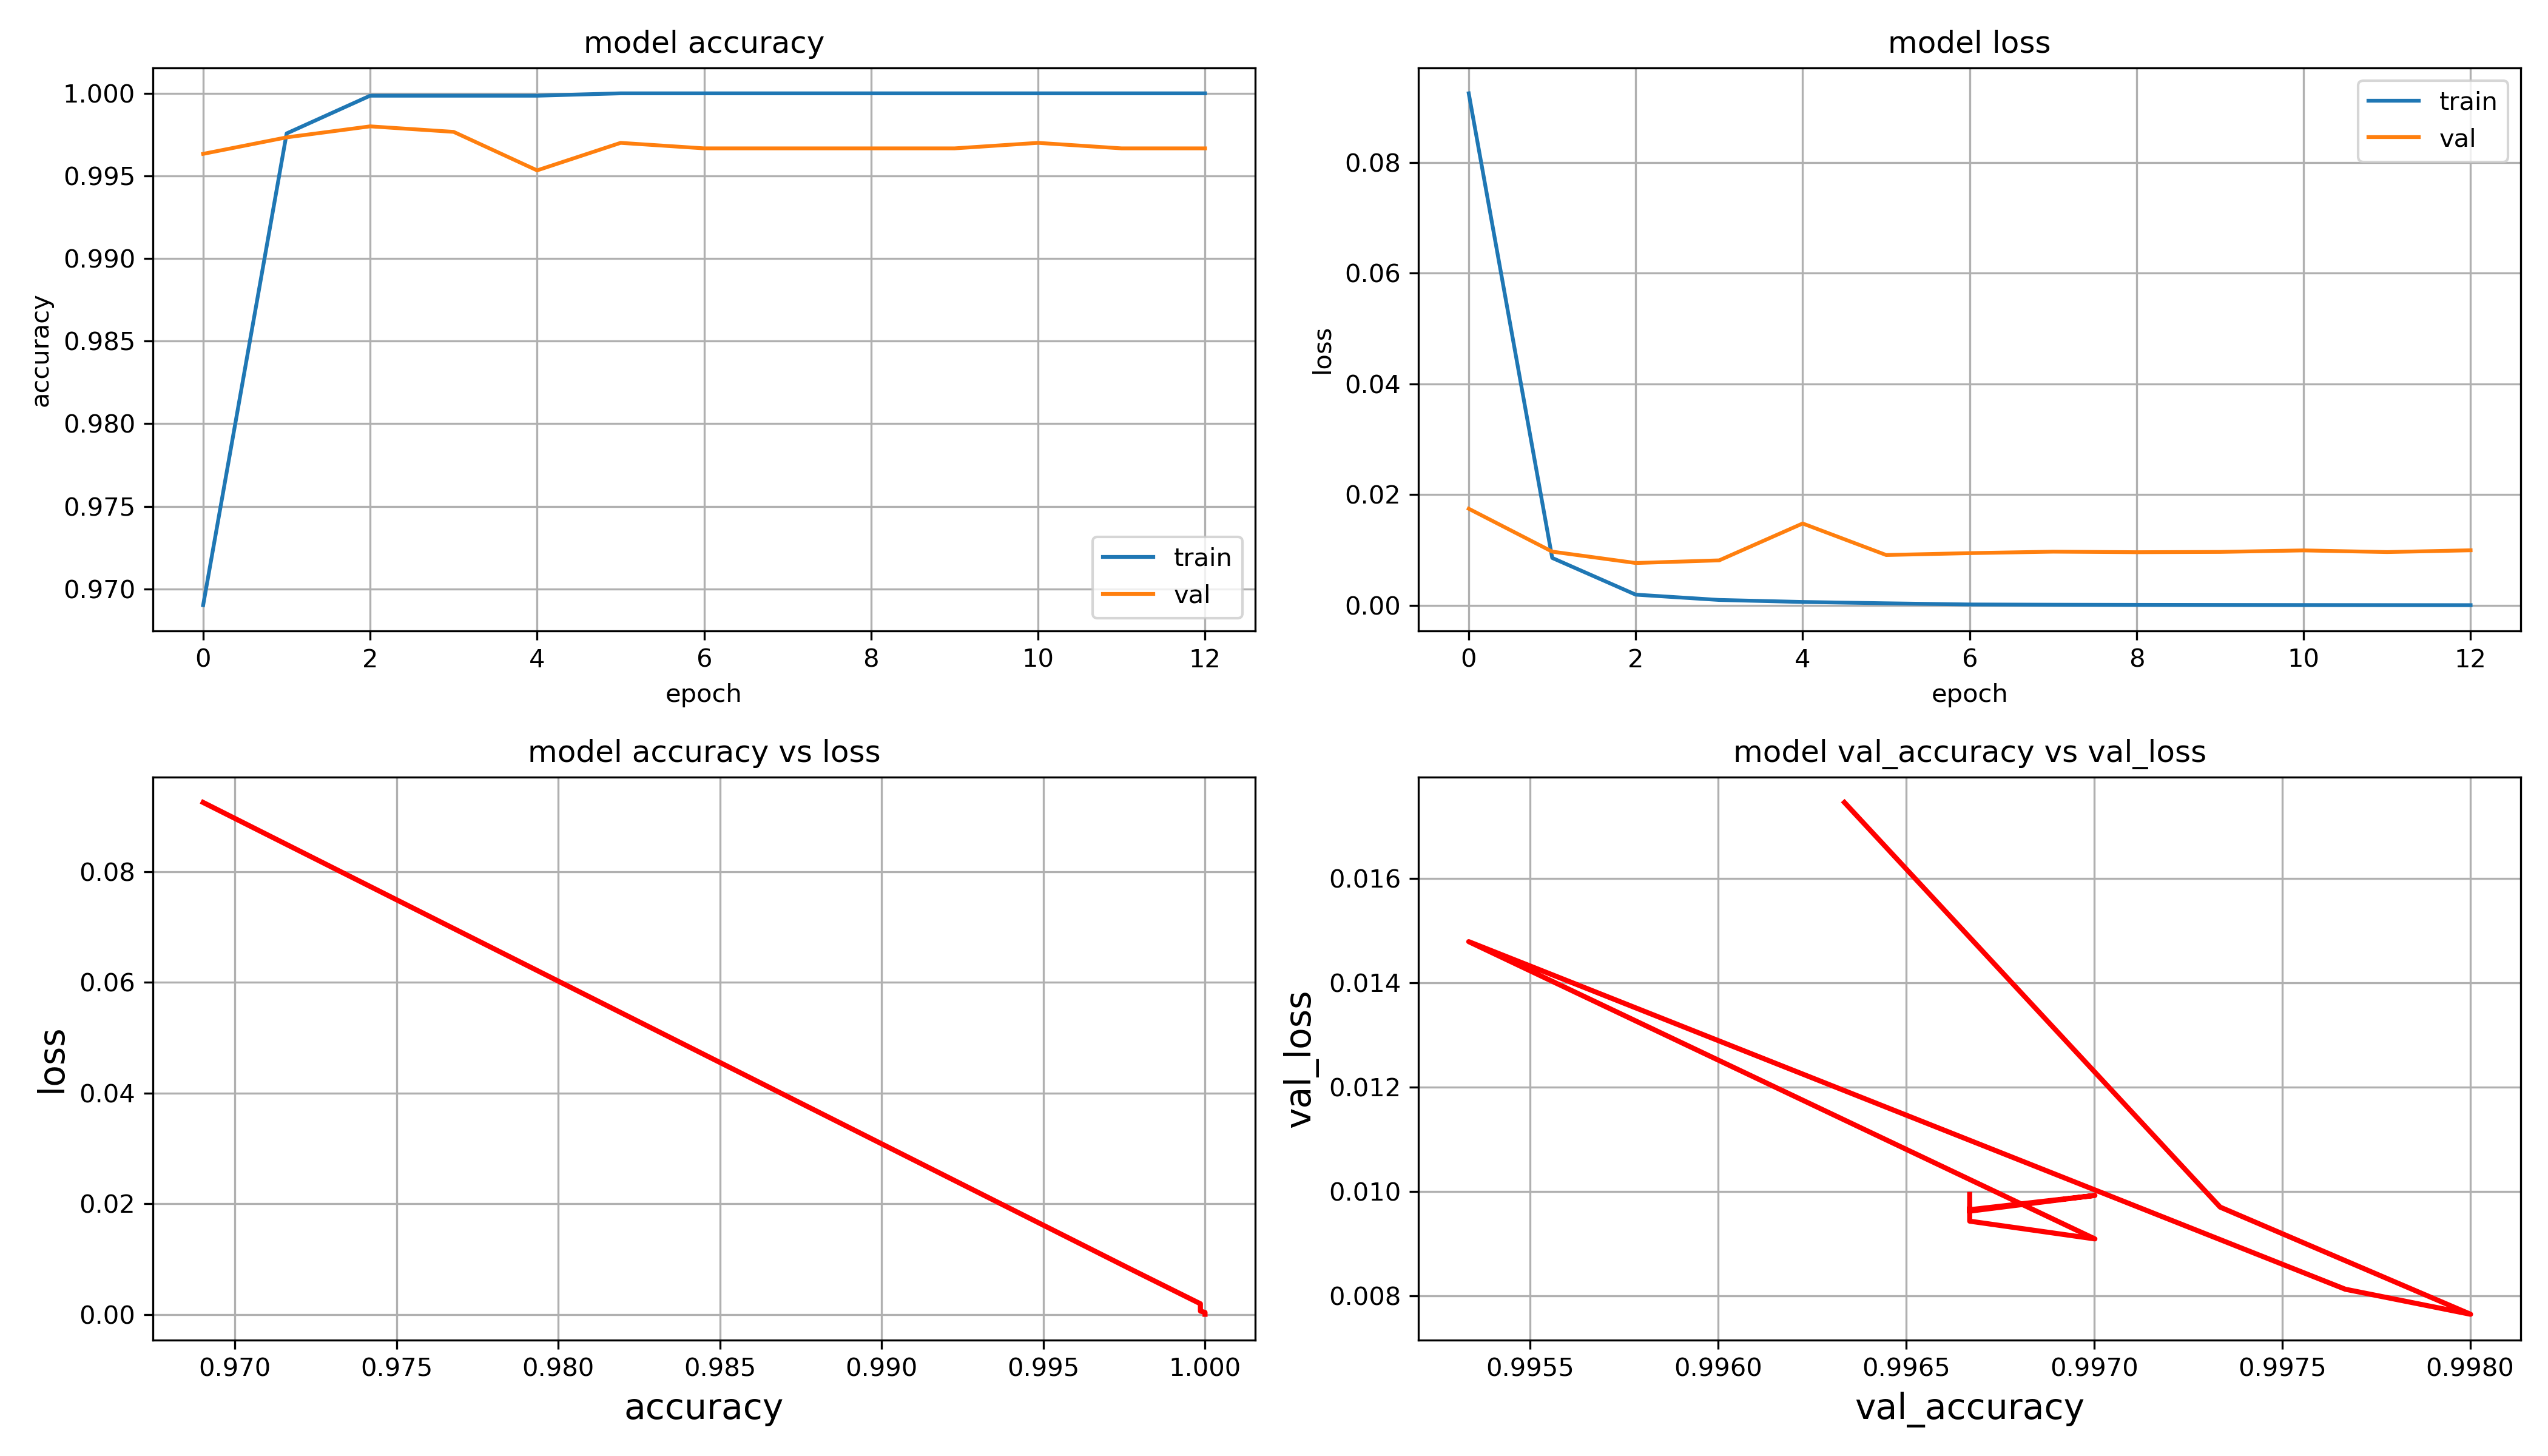 model accuracy
1.000
0.995
0.990
0.985
0.980
0.975
0.970
accuracy
train
val
0 2 4 6 8 10 12
epoch
model loss
0.08
0.06
0.04
0.02
0.00
loss
train
val
0 2 4 6 8 10 12
epoch
model accuracy vs loss
0.08
0.06
0.04
0.02
0.00
loss
0.970 0.975 0.980 0.985 0.990 0.995 1.000
accuracy
model val_accuracy vs val_loss
0.016
0.014
0.012
0.010
0.008
val_loss
0.9955 0.9960 0.9965 0.9970 0.9975 0.9980
val_accuracy